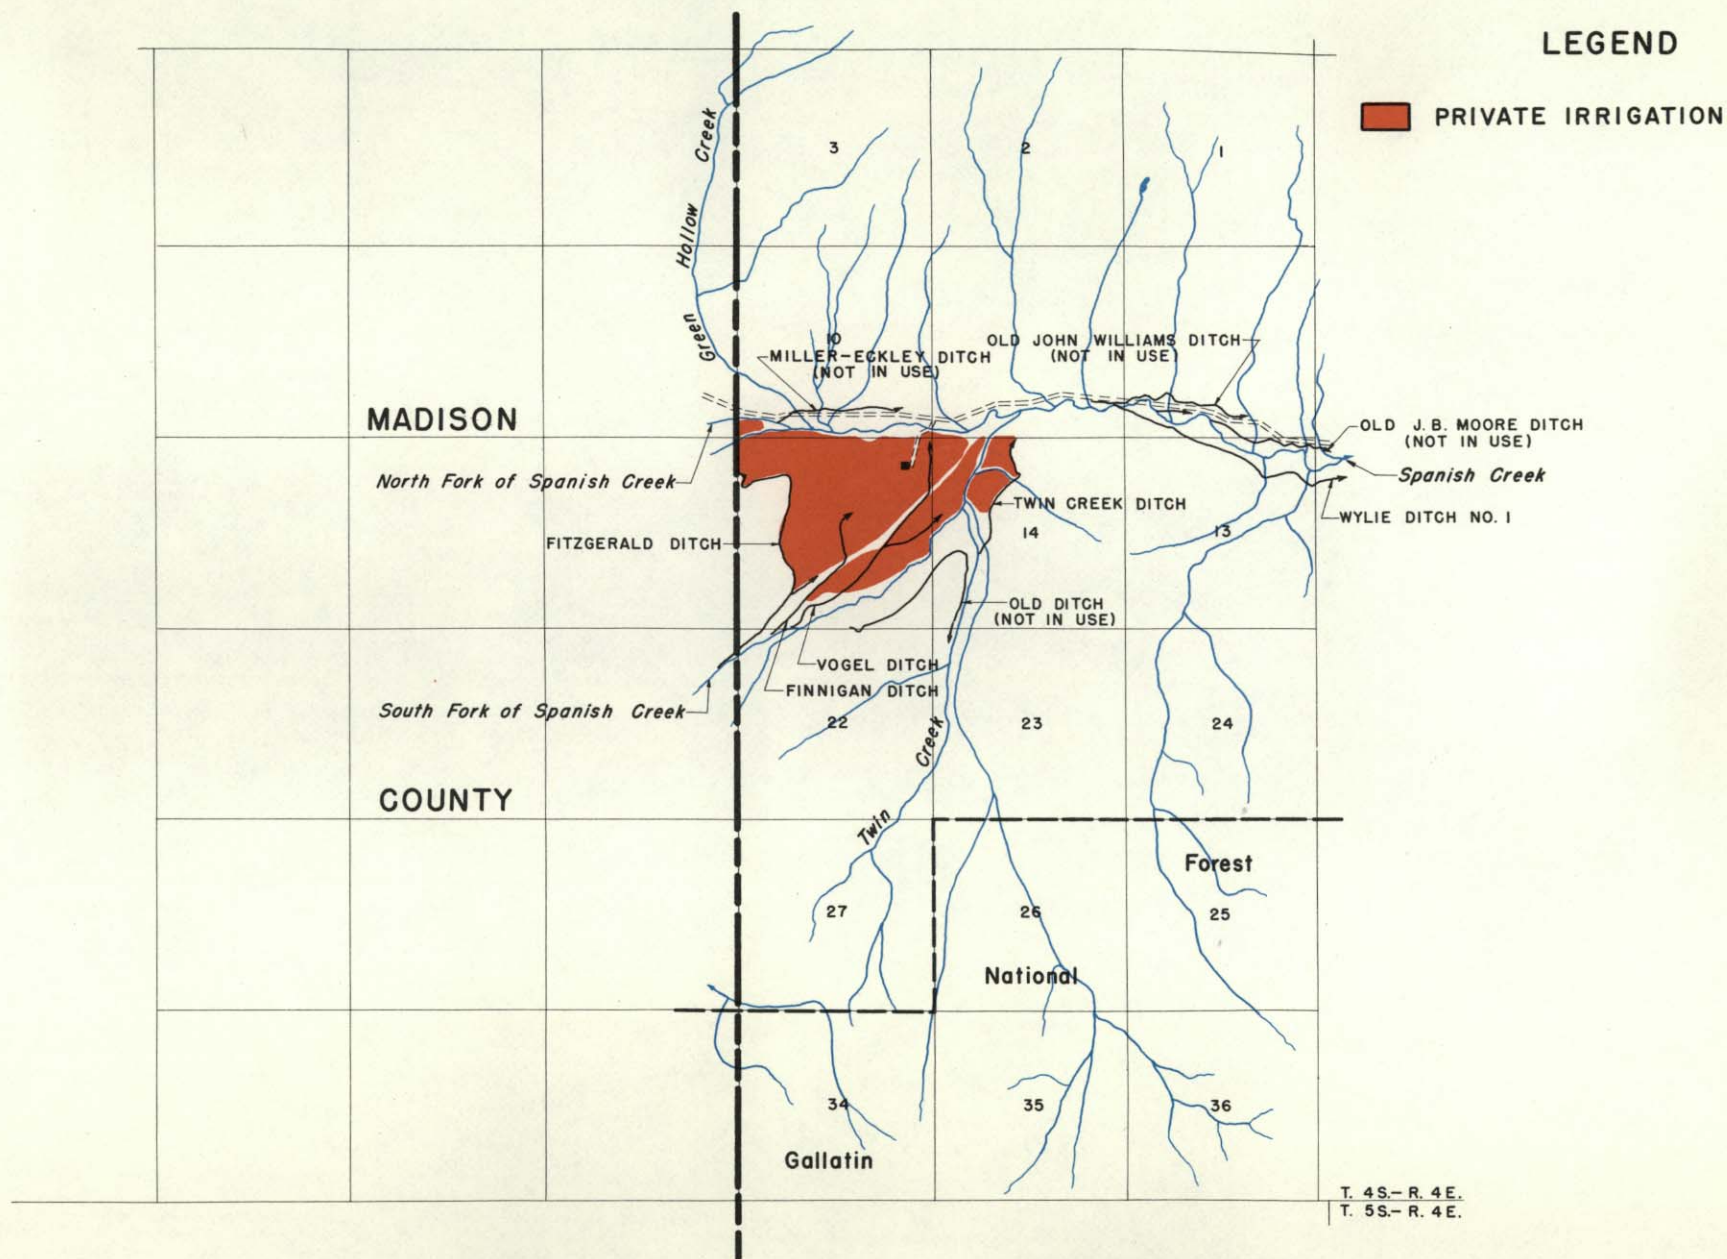 LEGEND
PRIVATE IRRIGATION
Green Hollow Creek
3
2
1
10
MILLER-ECKLEY DITCH
(NOT IN USE)
OLD JOHN WILLIAMS DITCH
(NOT IN USE)
MADISON
OLD J.B. MOORE DITCH
(NOT IN USE)
North Fork of Spanish Creek
Spanish Creek
TWIN CREEK DITCH
WYLIE DITCH NO. 1
14
13
FITZGERALD DITCH
OLD DITCH
(NOT IN USE)
VOGEL DITCH
FINNIGAN DITCH
South Fork of Spanish Creek
22
23
24
Twin Creek
COUNTY
Forest
27
26
25
National
34
35
36
Gallatin
T. 4S.- R. 4E.
T. 5S.- R. 4E.